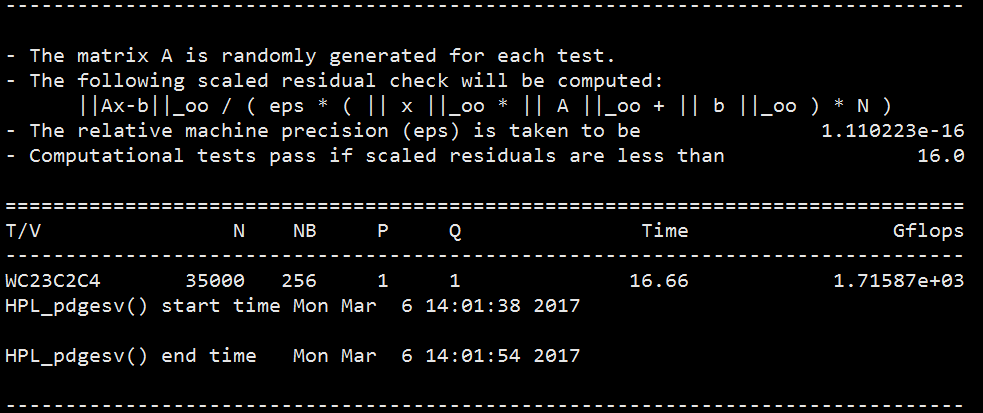 --------------------------------------------------------------------------------
- The matrix A is randomly generated for each test.
- The following scaled residual check will be computed:
      ||Ax-b||_oo / ( eps * ( || x ||_oo * || A ||_oo + || b ||_oo ) * N )
- The relative machine precision (eps) is taken to be               1.110223e-16
- Computational tests pass if scaled residuals are less than                16.0
================================================================================
T/V                N    NB     P     Q               Time                 Gflops
--------------------------------------------------------------------------------
WC23C2C4       35000   256     1     1              16.66            1.71587e+03
HPL_pdgesv() start time Mon Mar  6 14:01:38 2017
HPL_pdgesv() end time   Mon Mar  6 14:01:54 2017
--------------------------------------------------------------------------------